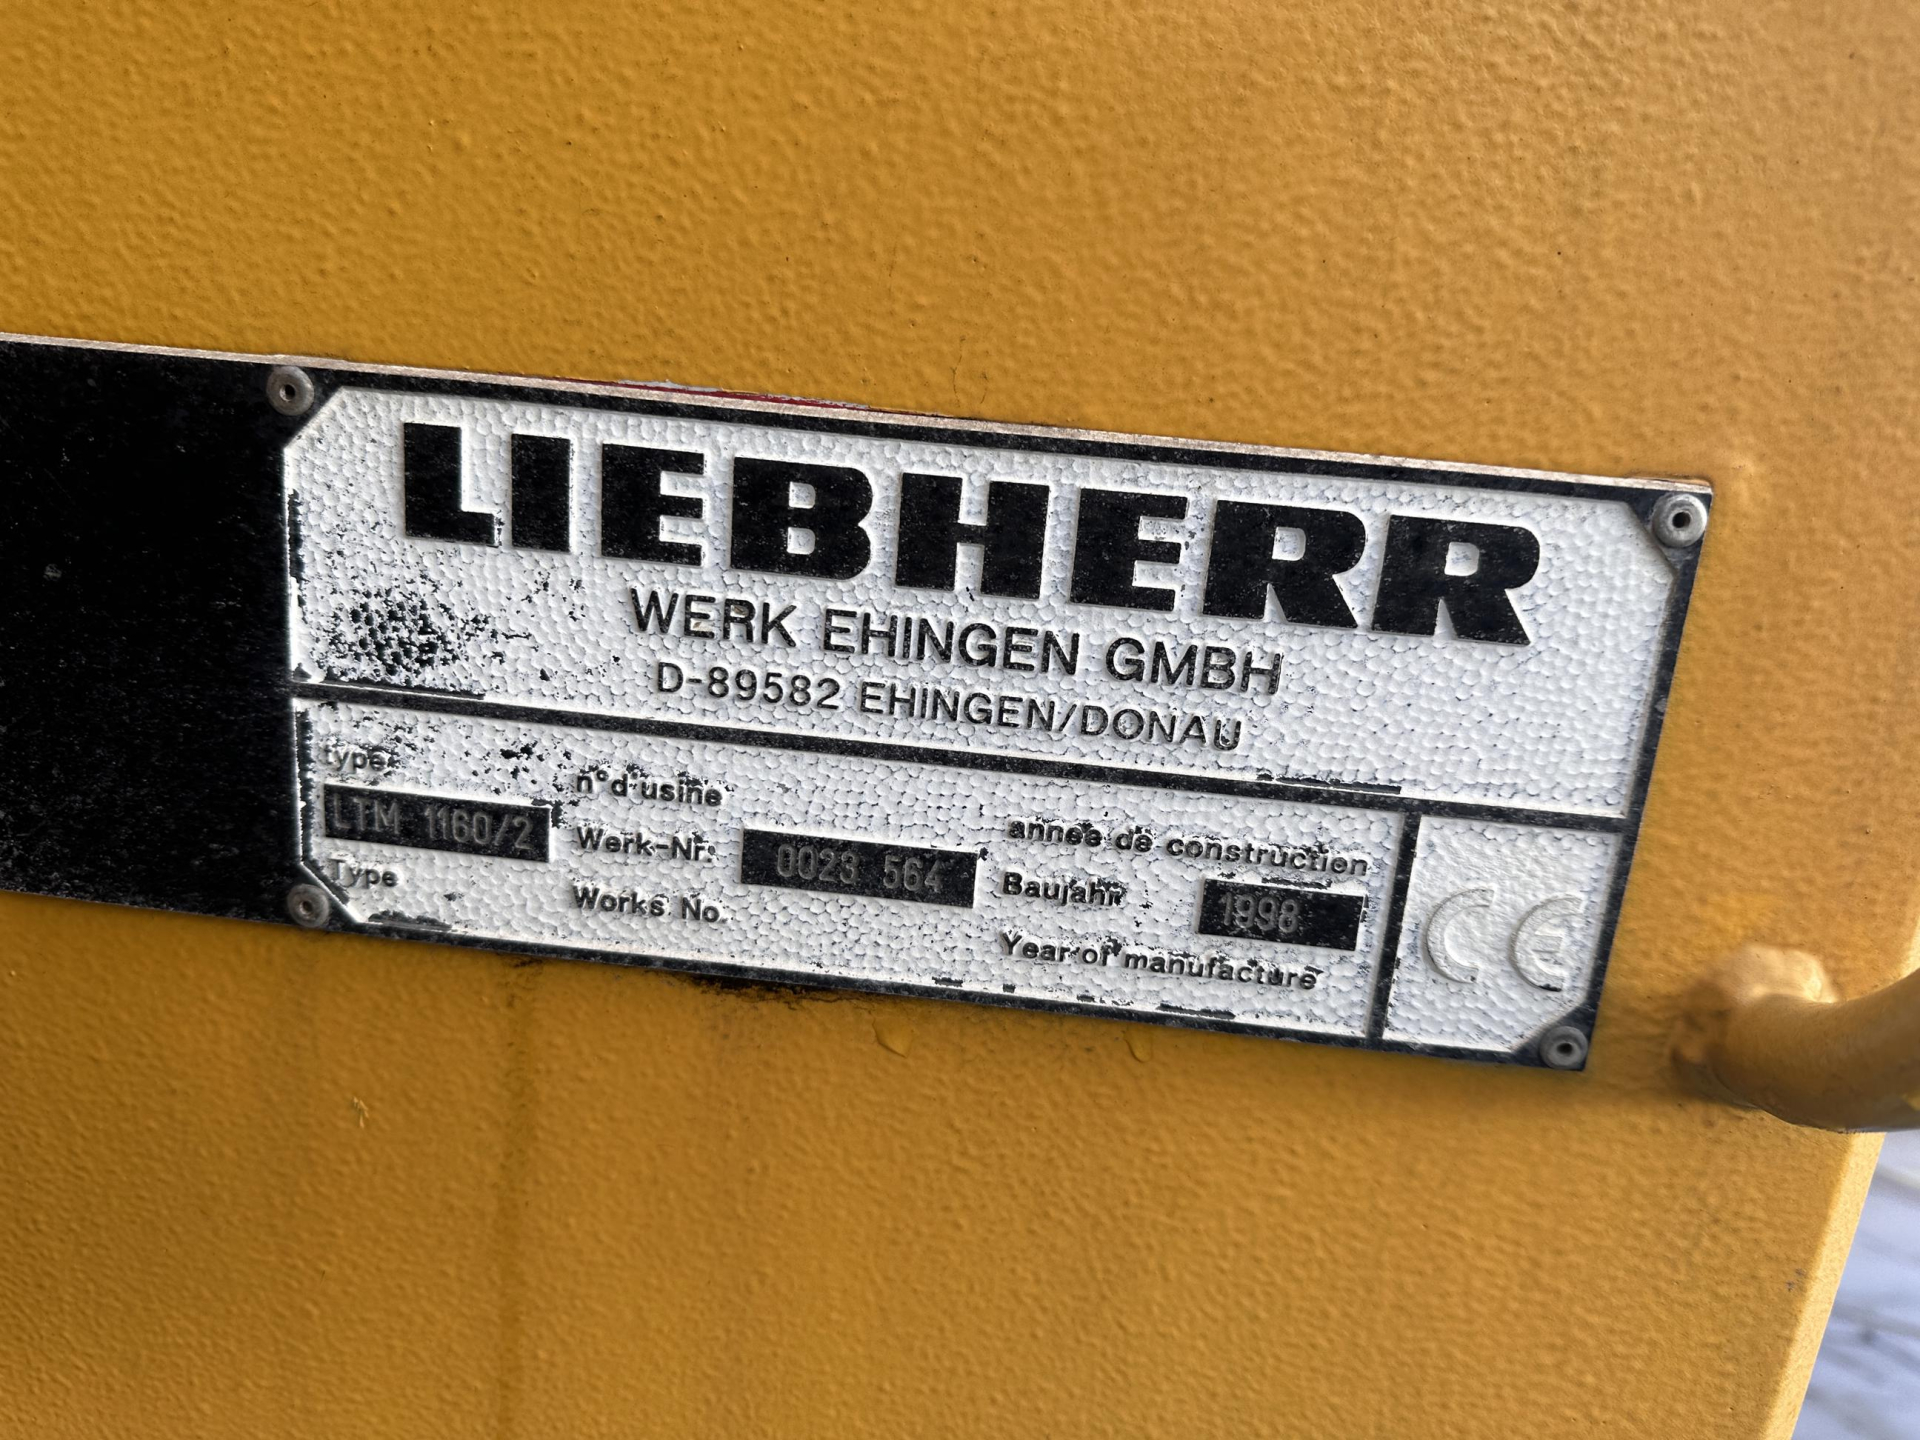 LIEBHERR
WERK EHINGEN GMBH
D-89582 EHINGEN/DONAU
type
LTM 1160/2
Type
n° d'usine
Werk-Nr.
0023 564
Works No.
annee de construction
Baujahr
1998
Year of manufacture
CE